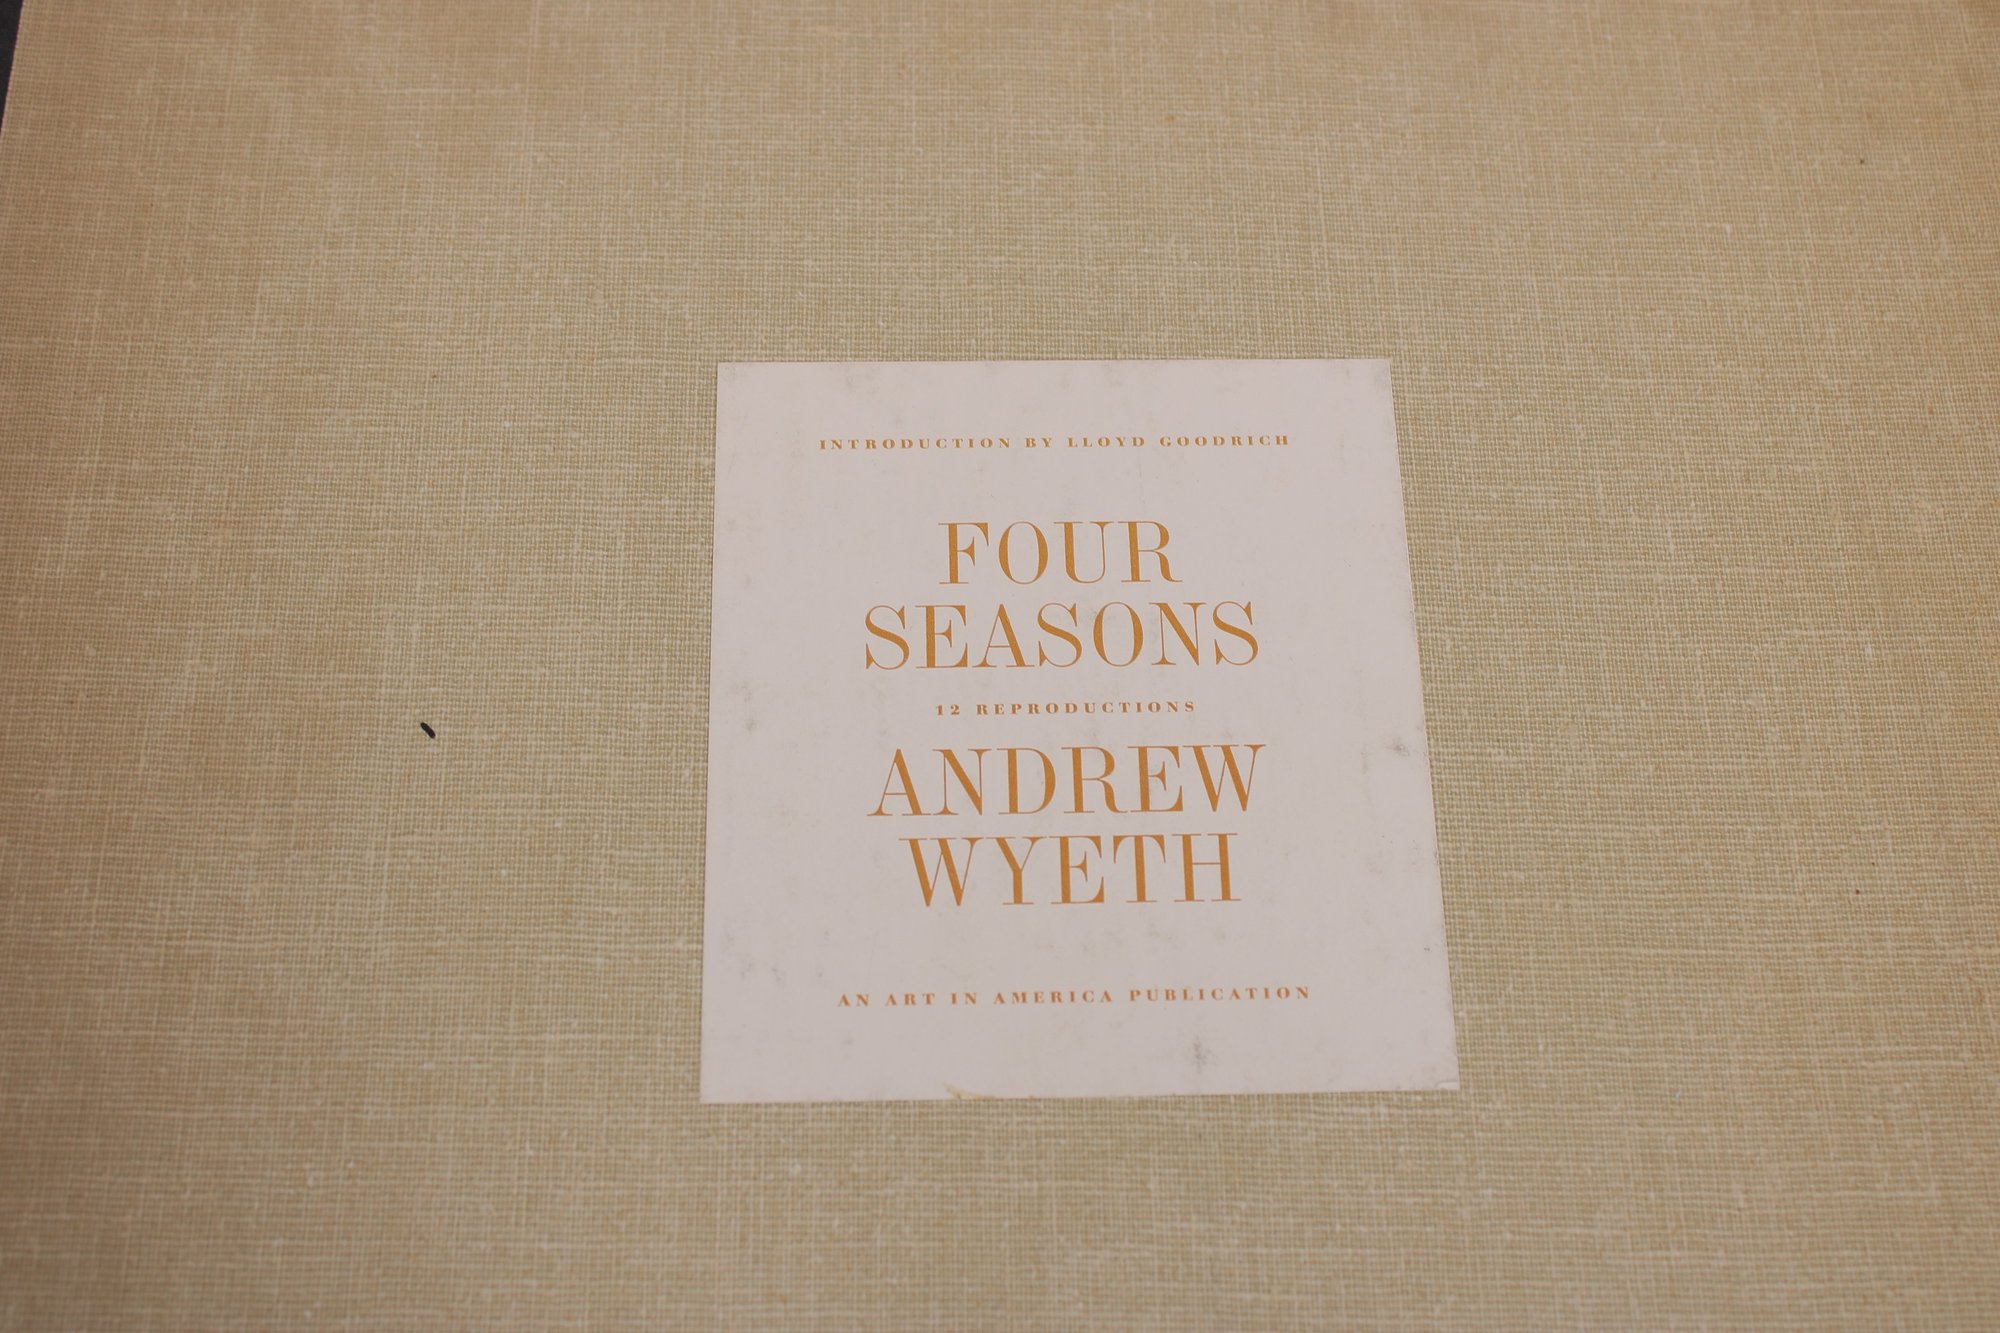 INTRODUCTION BY LLOYD GOODRICH
FOUR
SEASONS
12 REPRODUCTIONS
ANDREW
WYETH
AN ART IN AMERICA PUBLICATION